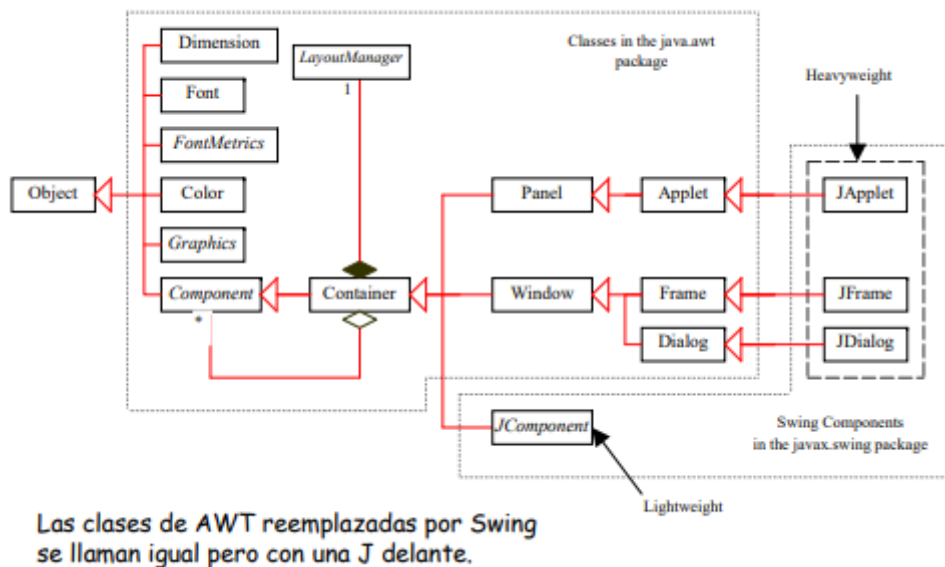 Dimension
LayoutManager
Classes in the java.awt
package
1
Font
Heavyweight
FontMetrics
Object
Color
Panel
Applet
JApplet
Graphics
Component
Container
Window
Frame
JFrame
*
Dialog
JDialog
JComponent
Swing Components
in the javax.swing package
Lightweight
Las clases de AWT reemplazadas por Swing
se llaman igual pero con una J delante.